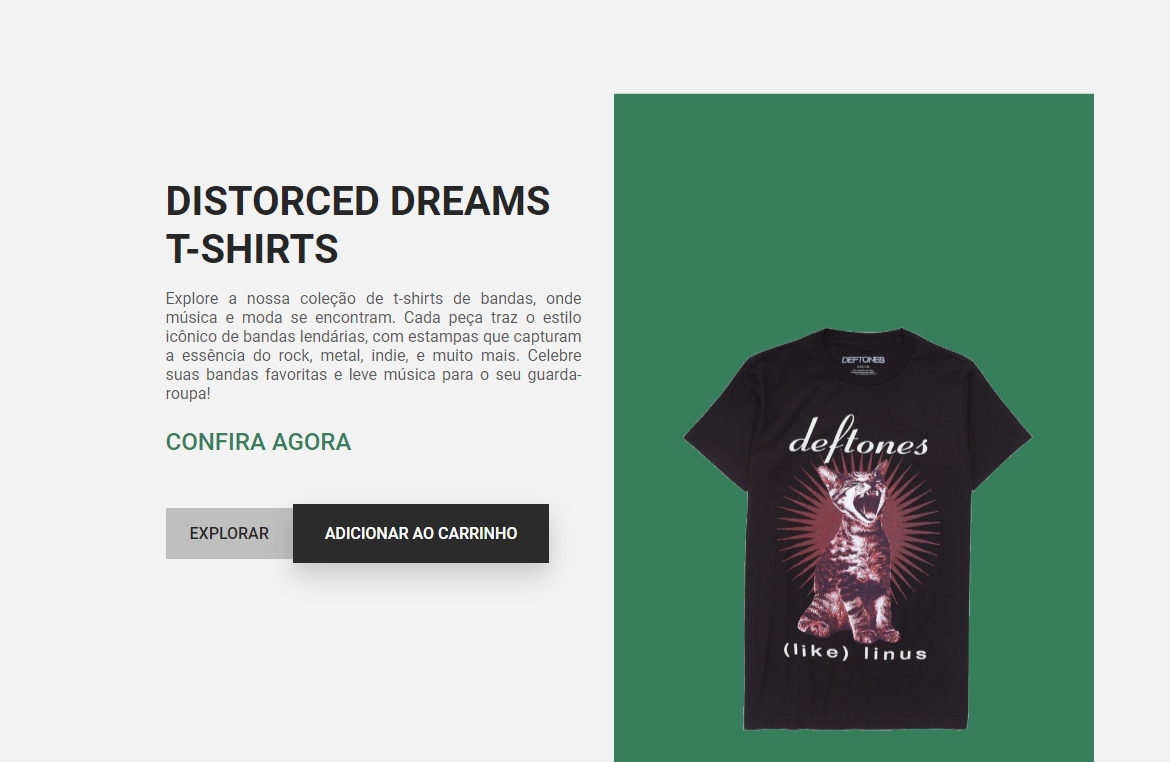 DISTORCED DREAMS
T-SHIRTS
Explore a nossa coleção de t-shirts de bandas, onde
música e moda se encontram. Cada peça traz o estilo
icônico de bandas lendárias, com estampas que capturam
a essência do rock, metal, indie, e muito mais. Celebre
suas bandas favoritas e leve música para o seu guarda-
roupa!
CONFIRA AGORA
EXPLORAR
ADICIONAR AO CARRINHO
DEFTONES
deftones
(like) linus